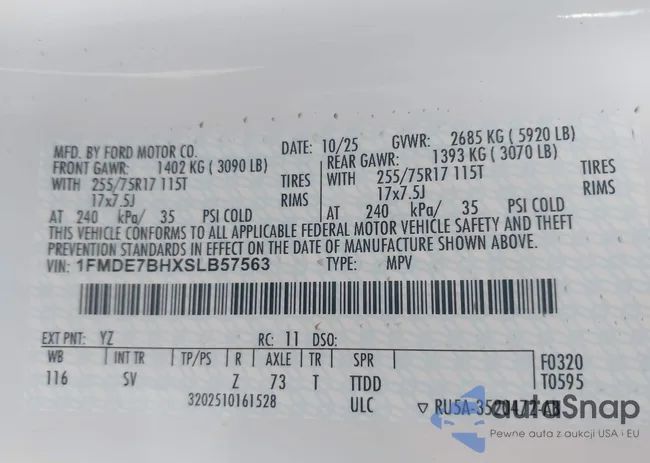 MFD. BY FORD MOTOR CO. DATE: 10/25 GVWR: 2685 KG ( 5920 LB)
FRONT GAWR: 1402 KG ( 3090 LB) REAR GAWR: 1393 KG ( 3070 LB)
WITH 255/75R17 115T TIRES WITH 255/75R17 115T TIRES
17x7.5J RIMS 17x7.5J RIMS
AT 240 kPa/ 35 PSI COLD AT 240 kPa/ 35 PSI COLD
THIS VEHICLE CONFORMS TO ALL APPLICABLE FEDERAL MOTOR VEHICLE SAFETY AND THEFT
PREVENTION STANDARDS IN EFFECT ON THE DATE OF MANUFACTURE SHOWN ABOVE.
VIN: 1FMDE7BHXSLB57563 TYPE: MPV
EXT PNT: YZ RC: 11 DSO:
WB INT TR TP/PS R AXLE TR SPR F0320
116 SV Z 73 T TTDD T0595
3202510161528 ULC ▽ RU5A-3520472-AB
autoSnap
Pewne auta z aukcji USA i EU